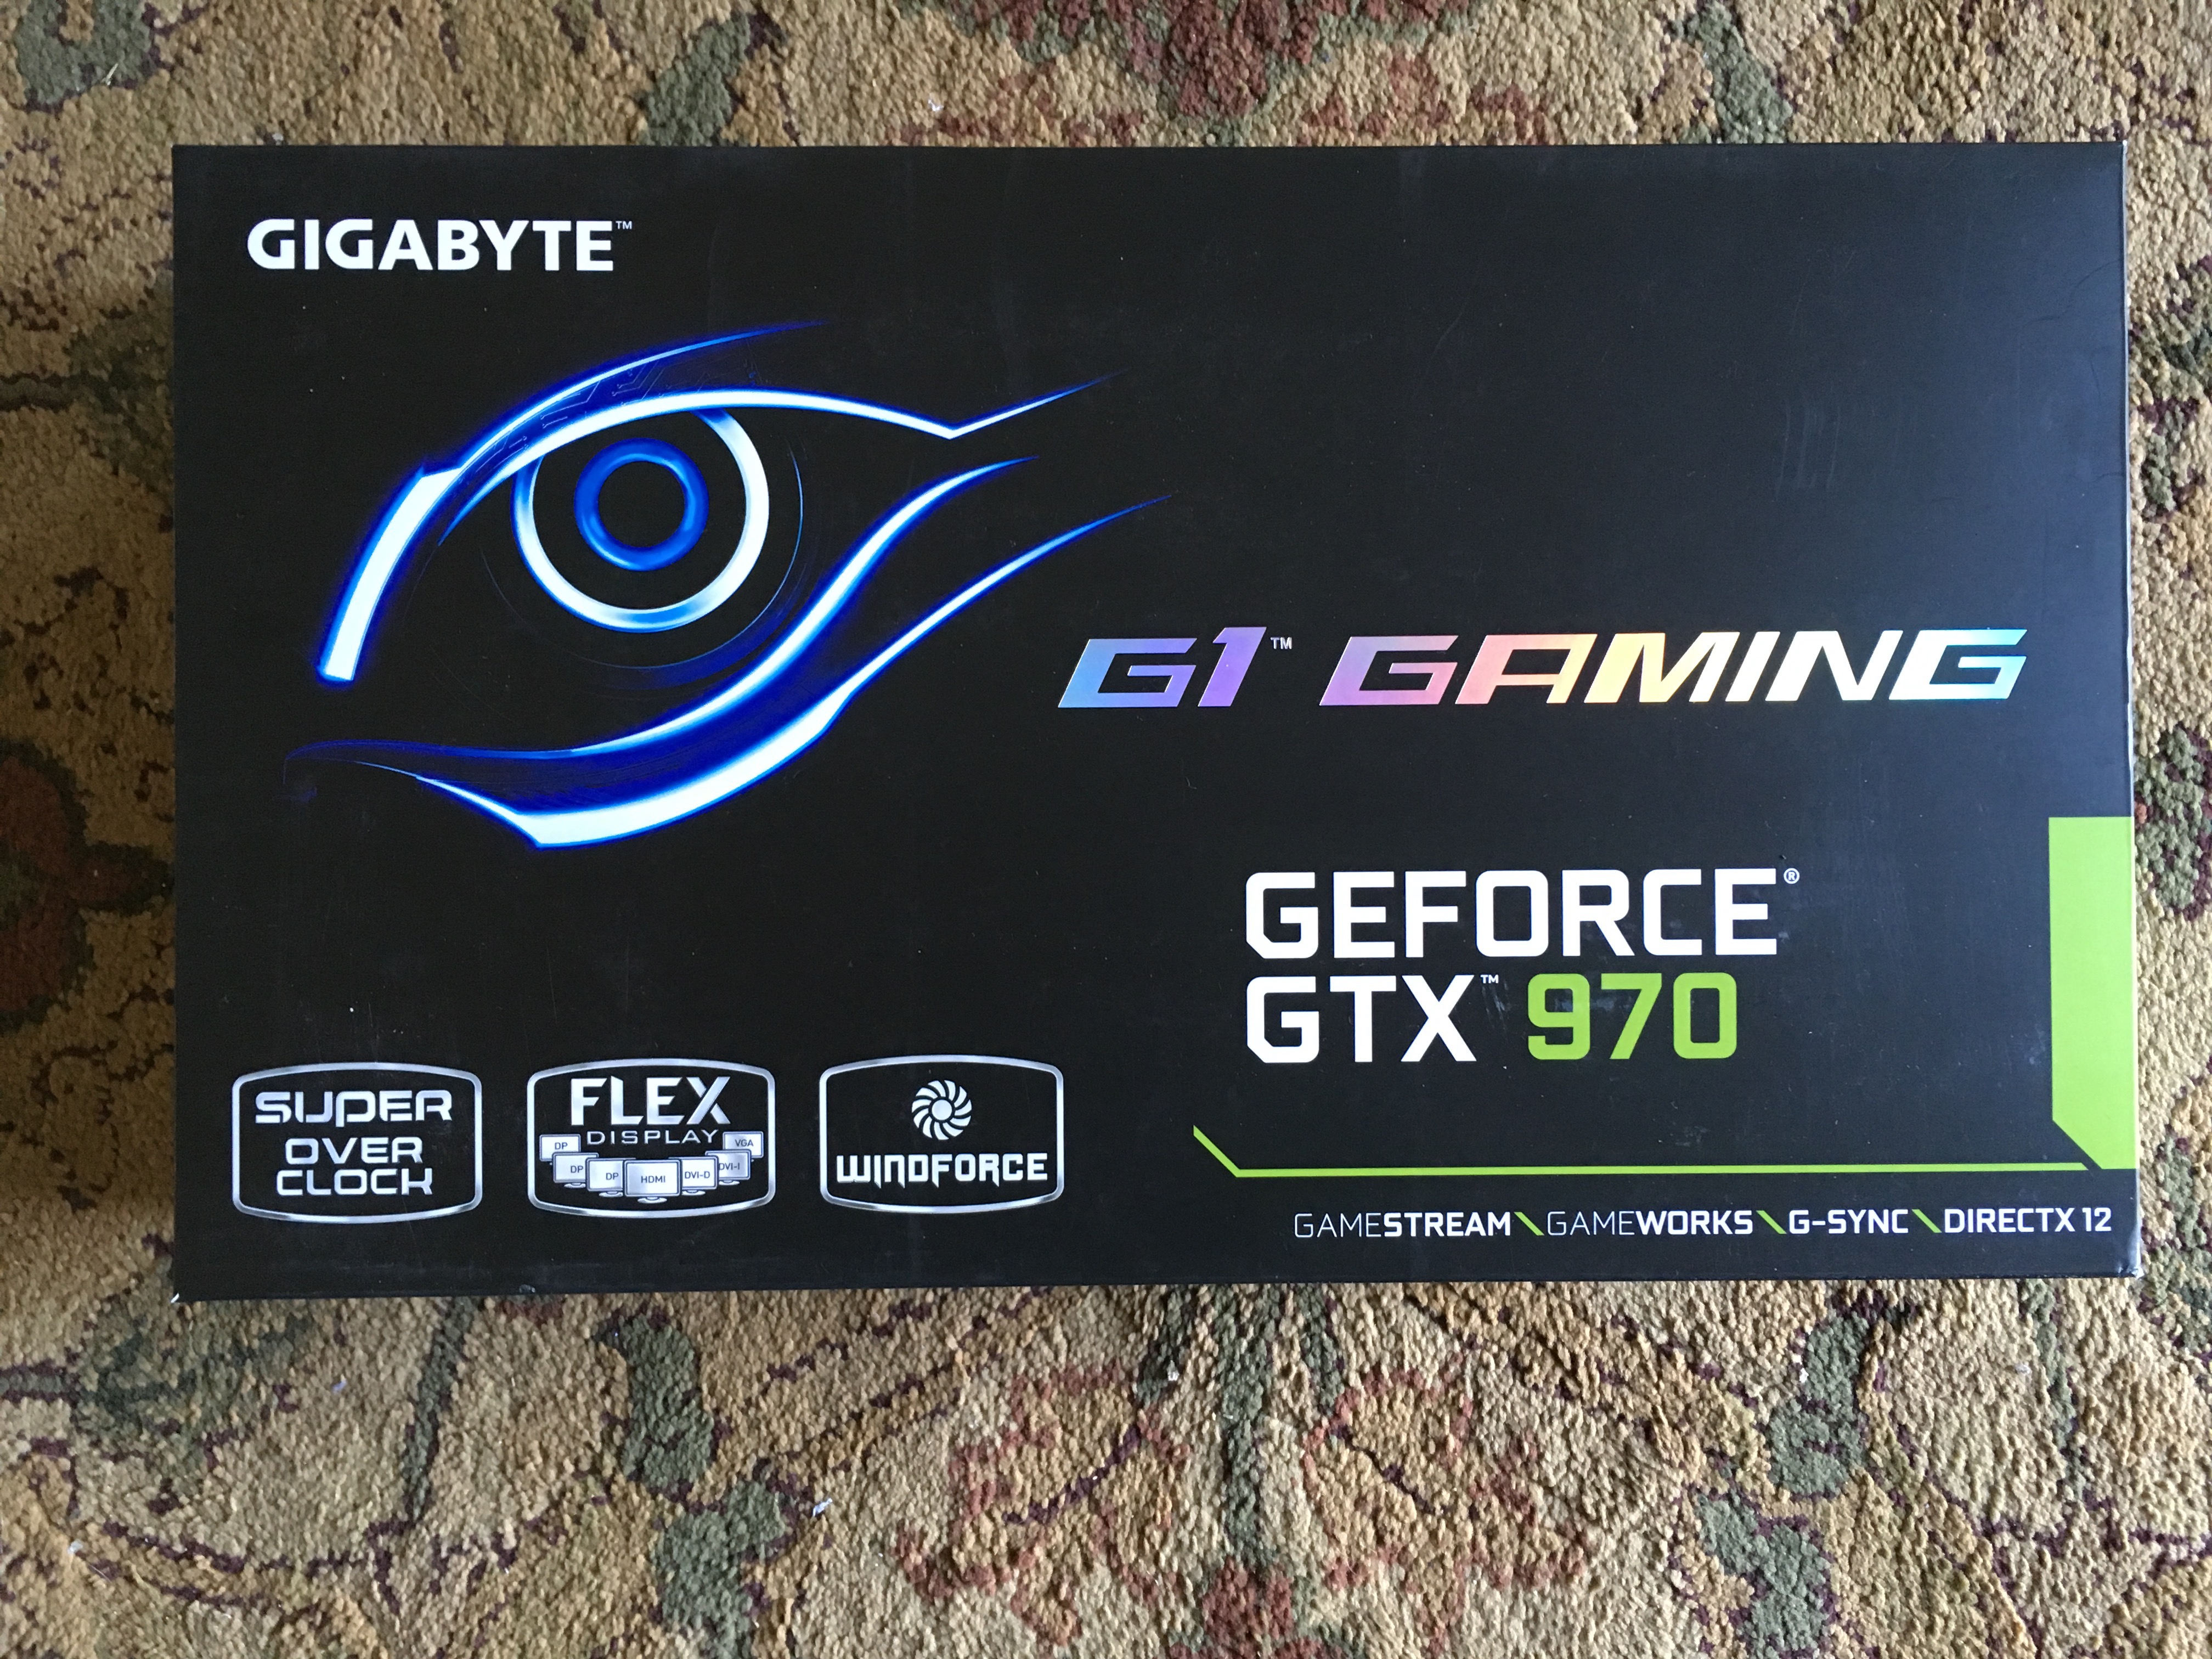 GIGABYTE™
G1™ GAMING
GEFORCE®
GTX™ 970
SUPER
OVER
CLOCK
FLEX
DISPLAY
DP
DP
DP
HDMI
DVI-D
DVI-I
VGA
WINDFORCE
GAMESTREAM \ GAMEWORKS \ G-SYNC \ DIRECTX 12